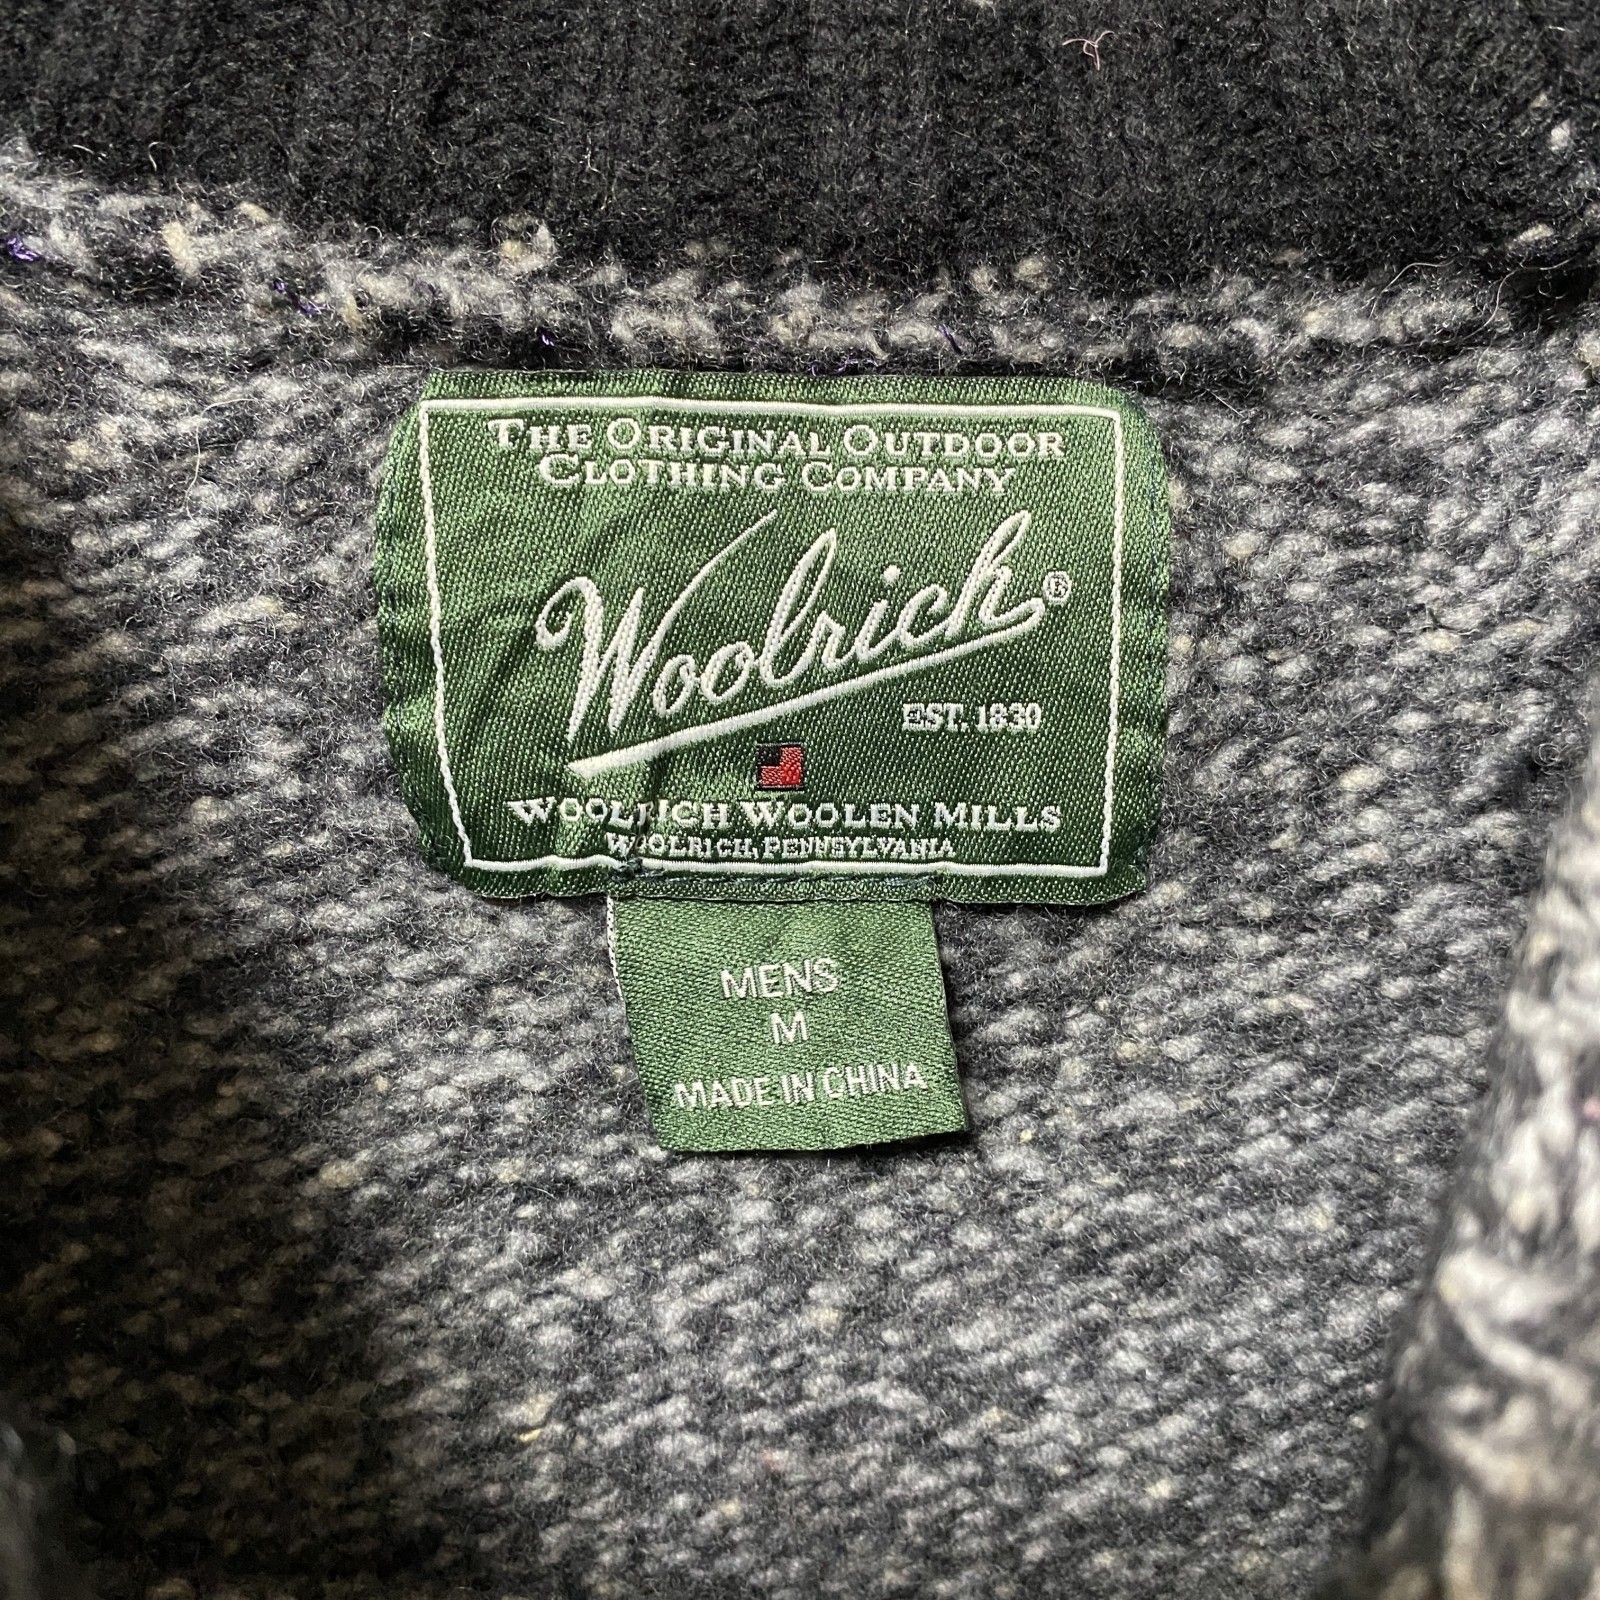 THE ORIGINAL OUTDOOR
CLOTHING COMPANY
Woolrich®
EST. 1830
WOOLRICH WOOLEN MILLS
WOOLRICH, PENNSYLVANIA
MENS
M
MADE IN CHINA